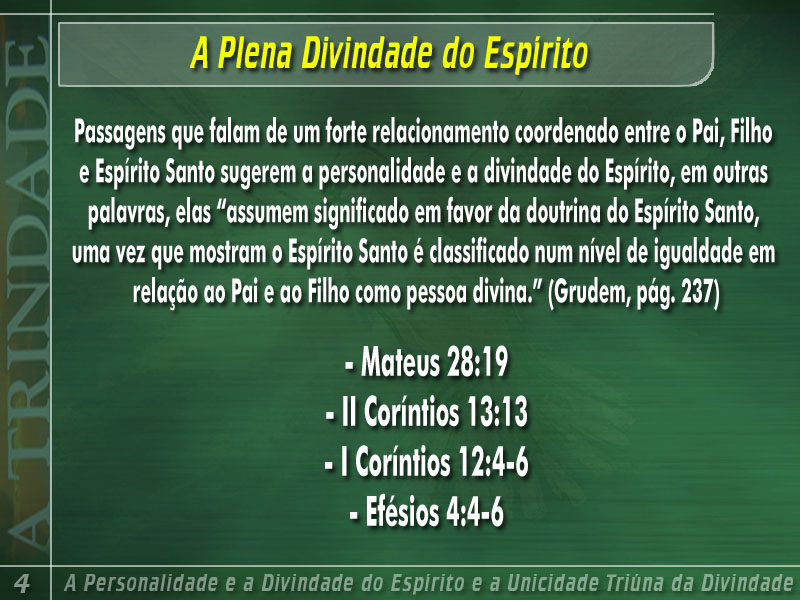 A Plena Divindade do Espírito
Passagens que falam de um forte relacionamento coordenado entre o Pai, Filho
e Espírito Santo sugerem a personalidade e a divindade do Espírito, em outras
palavras, elas “assumem significado em favor da doutrina do Espírito Santo,
uma vez que mostram o Espírito Santo é classificado num nível de igualdade em
relação ao Pai e ao Filho como pessoa divina.” (Grudem, pág. 237)
- Mateus 28:19
- II Coríntios 13:13
- I Coríntios 12:4-6
- Efésios 4:4-6
A TRINDADE
4
A Personalidade e a Divindade do Espírito e a Unicidade Triúna da Divindade